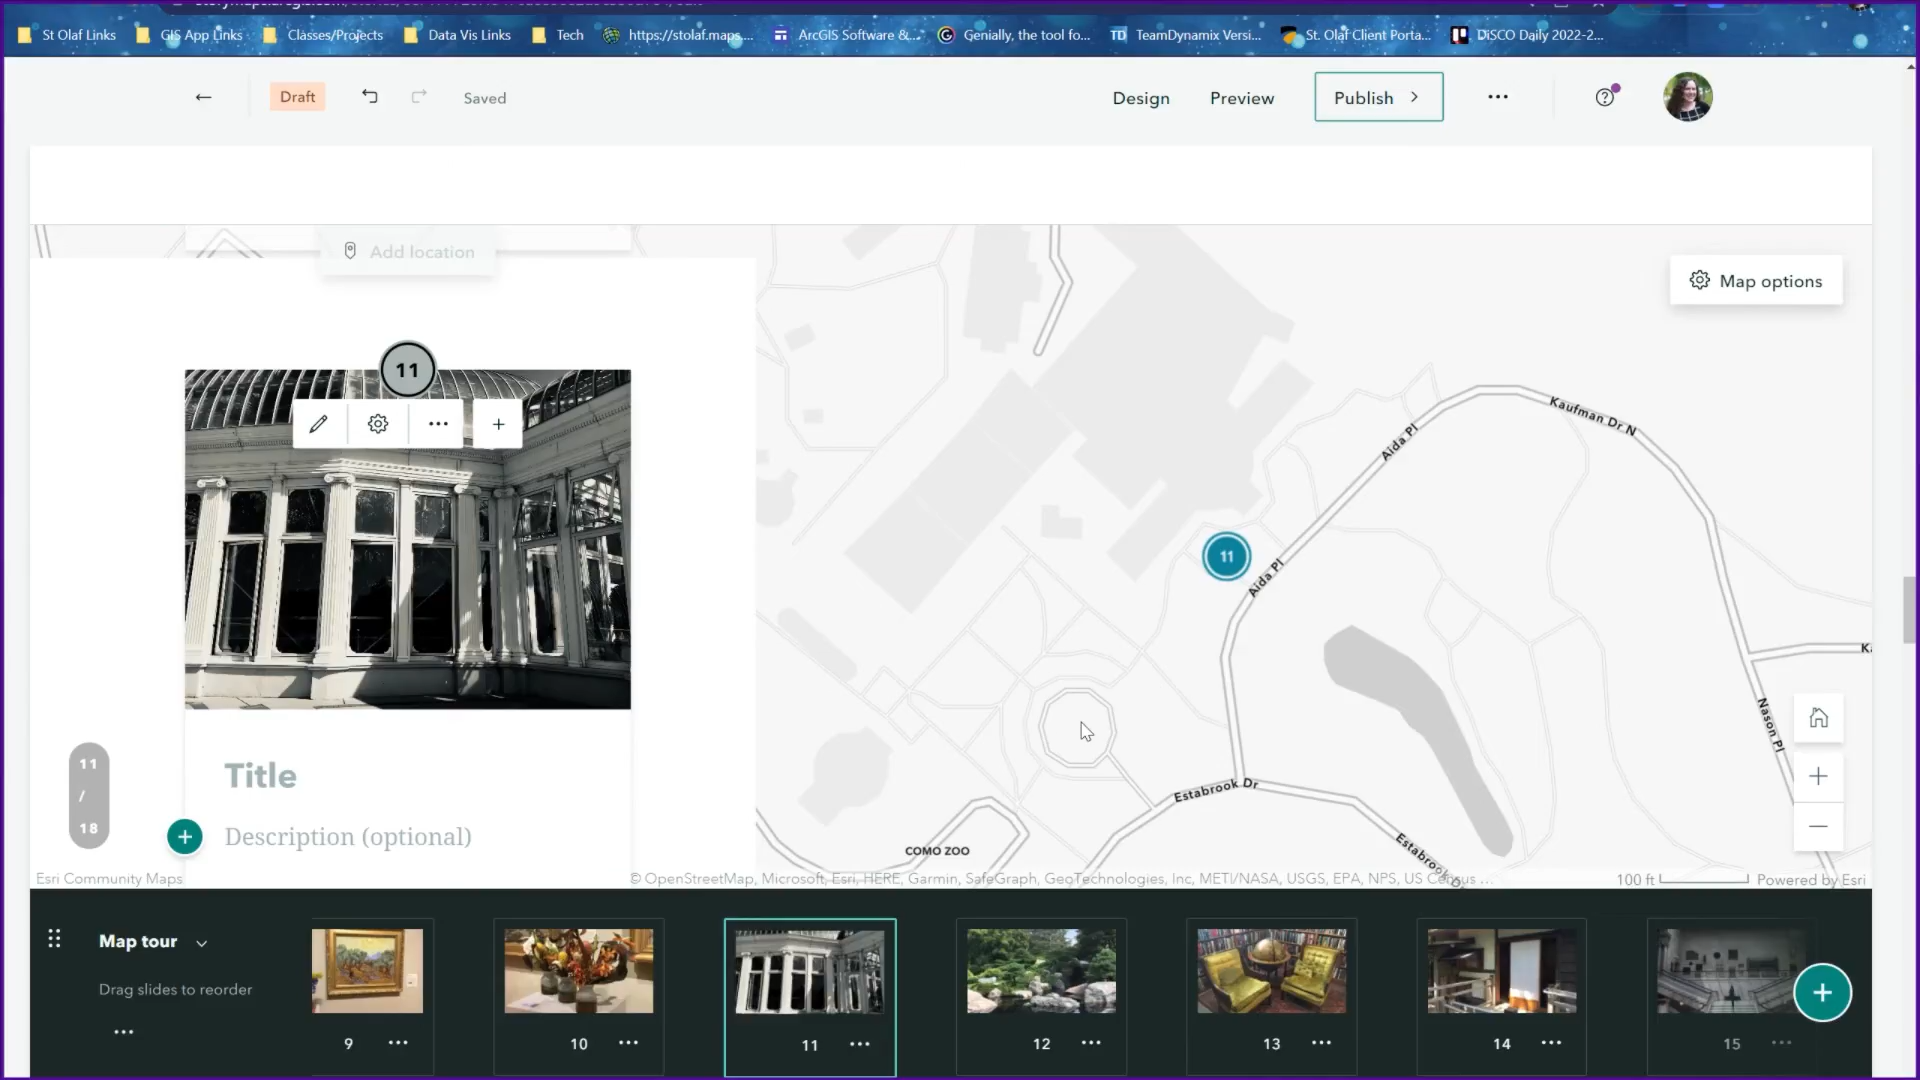 St Olaf Links
GIS App Links
Classes/Projects
Data Vis Links
Tech
https://stolaf.maps....
ArcGIS Software &...
Genially, the tool fo...
TD TeamDynamix Versi...
St. Olaf Client Porta...
DiSCO Daily 2022-2...
Draft
Saved
Design
Preview
Publish
Add location
Map options
11
Kaufman Dr N
Aida Pl
11
Aida Pl
Nason Pl
11
/
18
Title
Description (optional)
Estabrook Dr
Estabrook Dr
COMO ZOO
Esri Community Maps
© OpenStreetMap, Microsoft, Esri, HERE, Garmin, SafeGraph, GeoTechnologies, Inc, METI/NASA, USGS, EPA, NPS, US Census ...
100 ft
Powered by Esri
Map tour
Drag slides to reorder
9
10
11
12
13
14
15